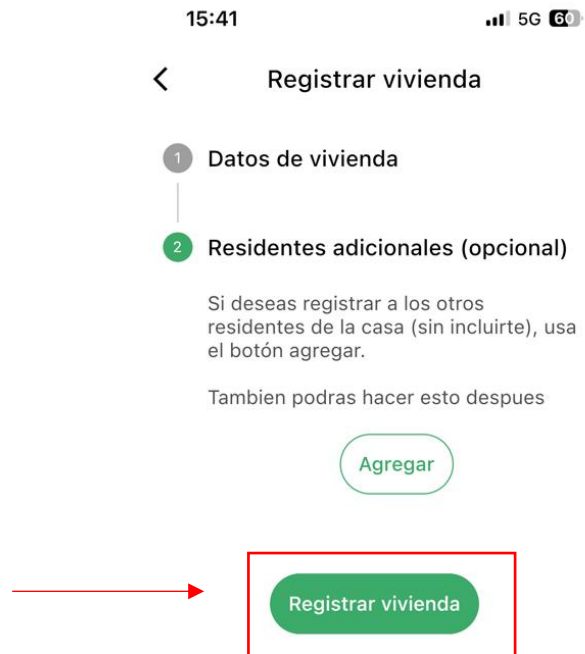 15:41 5G 60
Registrar vivienda
1 Datos de vivienda
2 Residentes adicionales (opcional)
Si deseas registrar a los otros
residentes de la casa (sin incluirte), usa
el botón agregar.
Tambien podras hacer esto despues
Agregar
Registrar vivienda